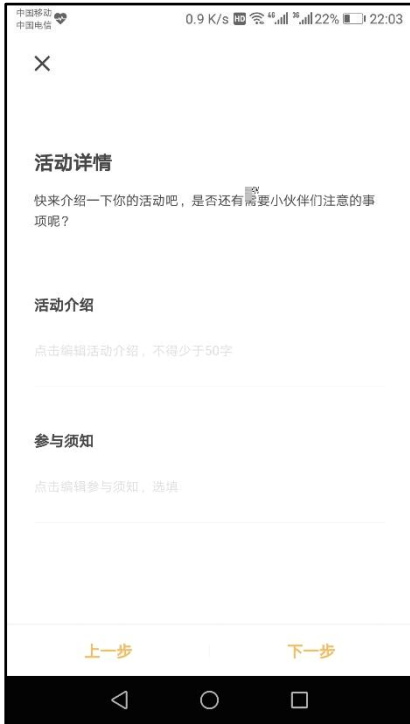 中国移动
中国电信
0.9 K/s HD 4G 3G 22% 22:03
活动详情
快来介绍一下你的活动吧，是否还有需要小伙伴们注意的事
项呢？
活动介绍
点击编辑活动介绍，不得少于50字
参与须知
点击编辑参与须知，选填
上一步
下一步